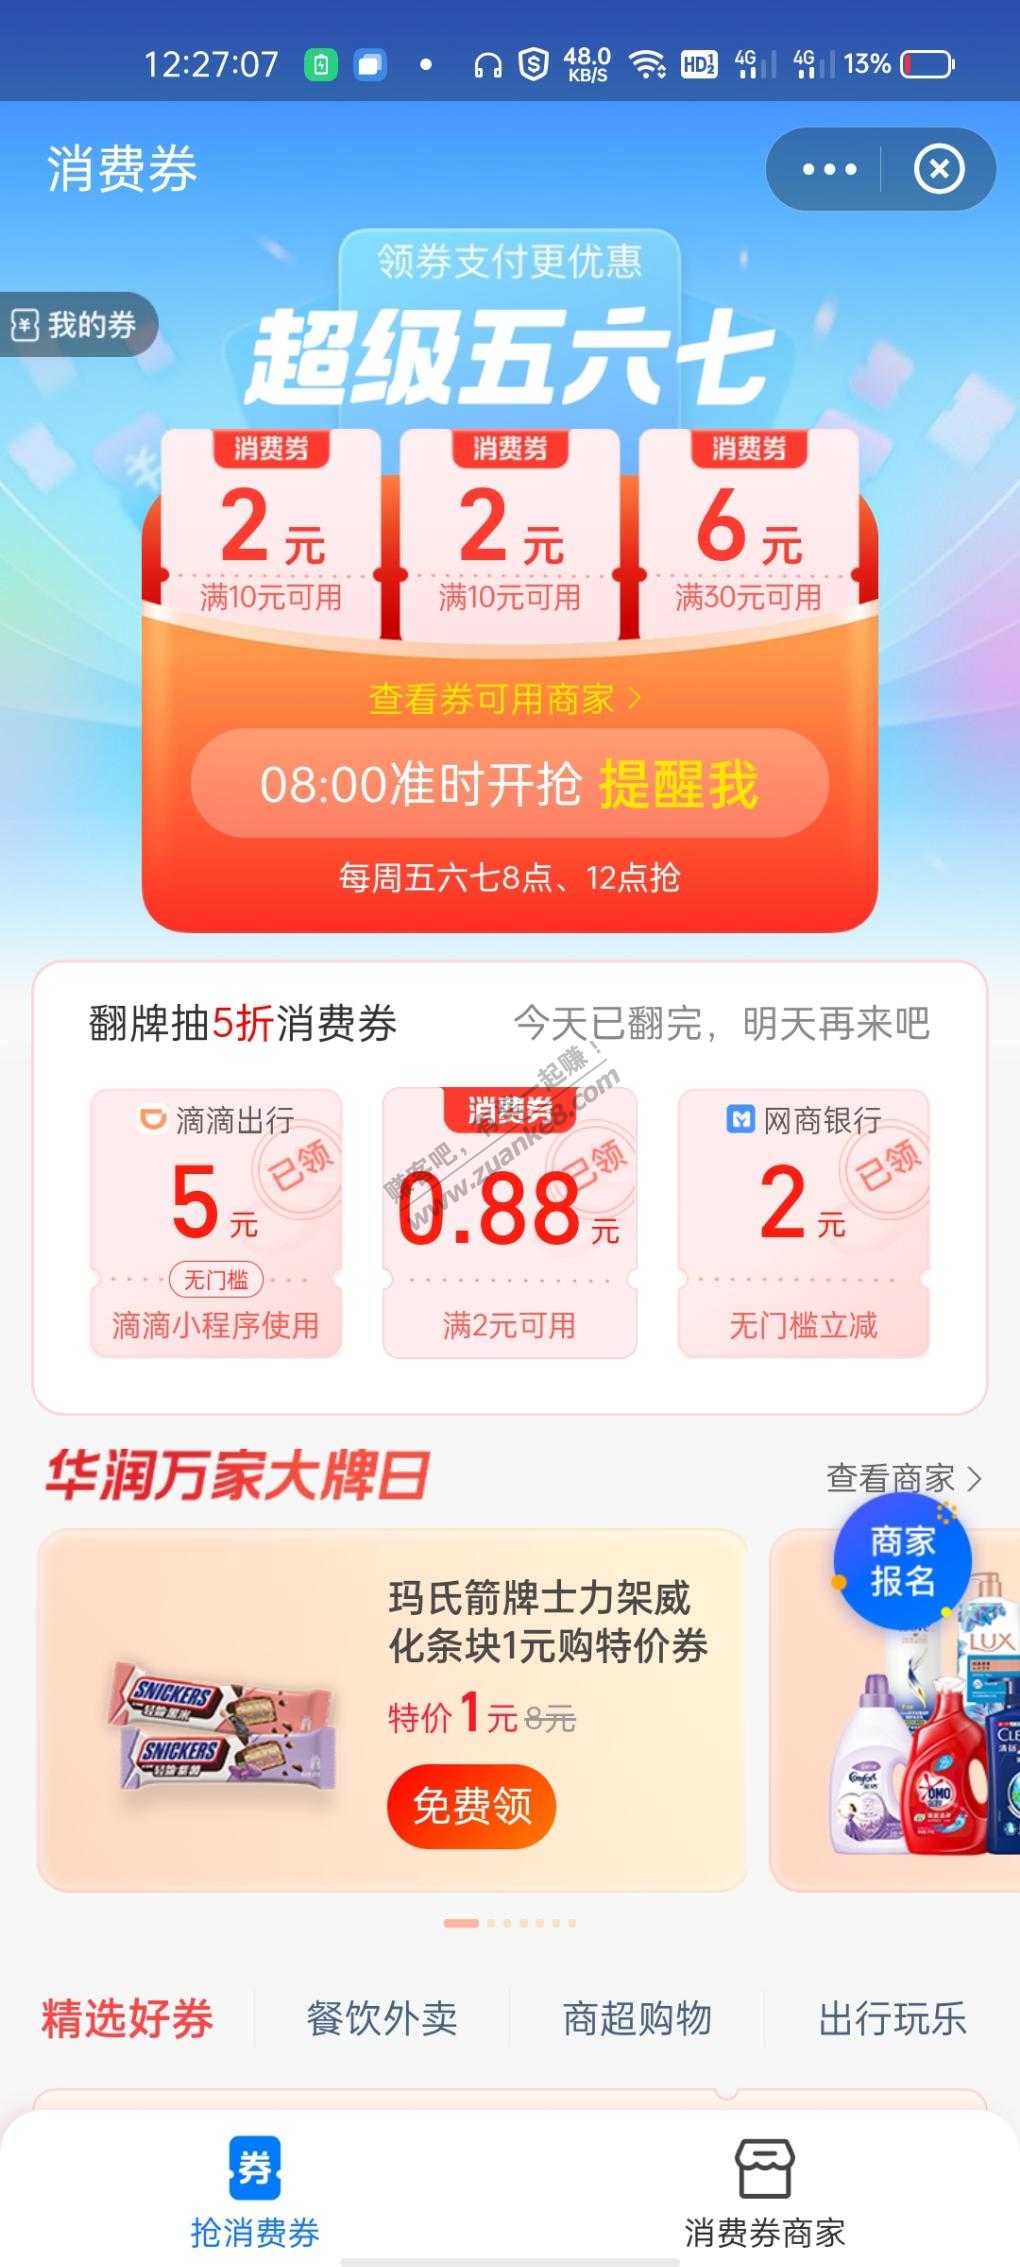 12:27:07
48.0
KB/S
HD
4G
4G
13%
消费券
领券支付更优惠
我的券
超级五六七
消费券
消费券
消费券
2元
2元
6元
满10元可用
满10元可用
满30元可用
查看券可用商家
08:00准时开抢 提醒我
每周五六七8点、12点抢
翻牌抽5折消费券
今天已翻完，明天再来吧
滴滴出行
已领
5元
无门槛
滴滴小程序使用
消费券
已领
0.88元
满2元可用
网商银行
已领
2元
无门槛立减
赚客吧，有奖一起赚！
www.zuanke8.com
华润万家大牌日
查看商家
商家
报名
玛氏箭牌士力架威
化条块1元购特价券
特价1元 8元
免费领
SNICKERS
SNICKERS
LUX
Comfort
OMO
精选好券
餐饮外卖
商超购物
出行玩乐
券
抢消费券
消费券商家